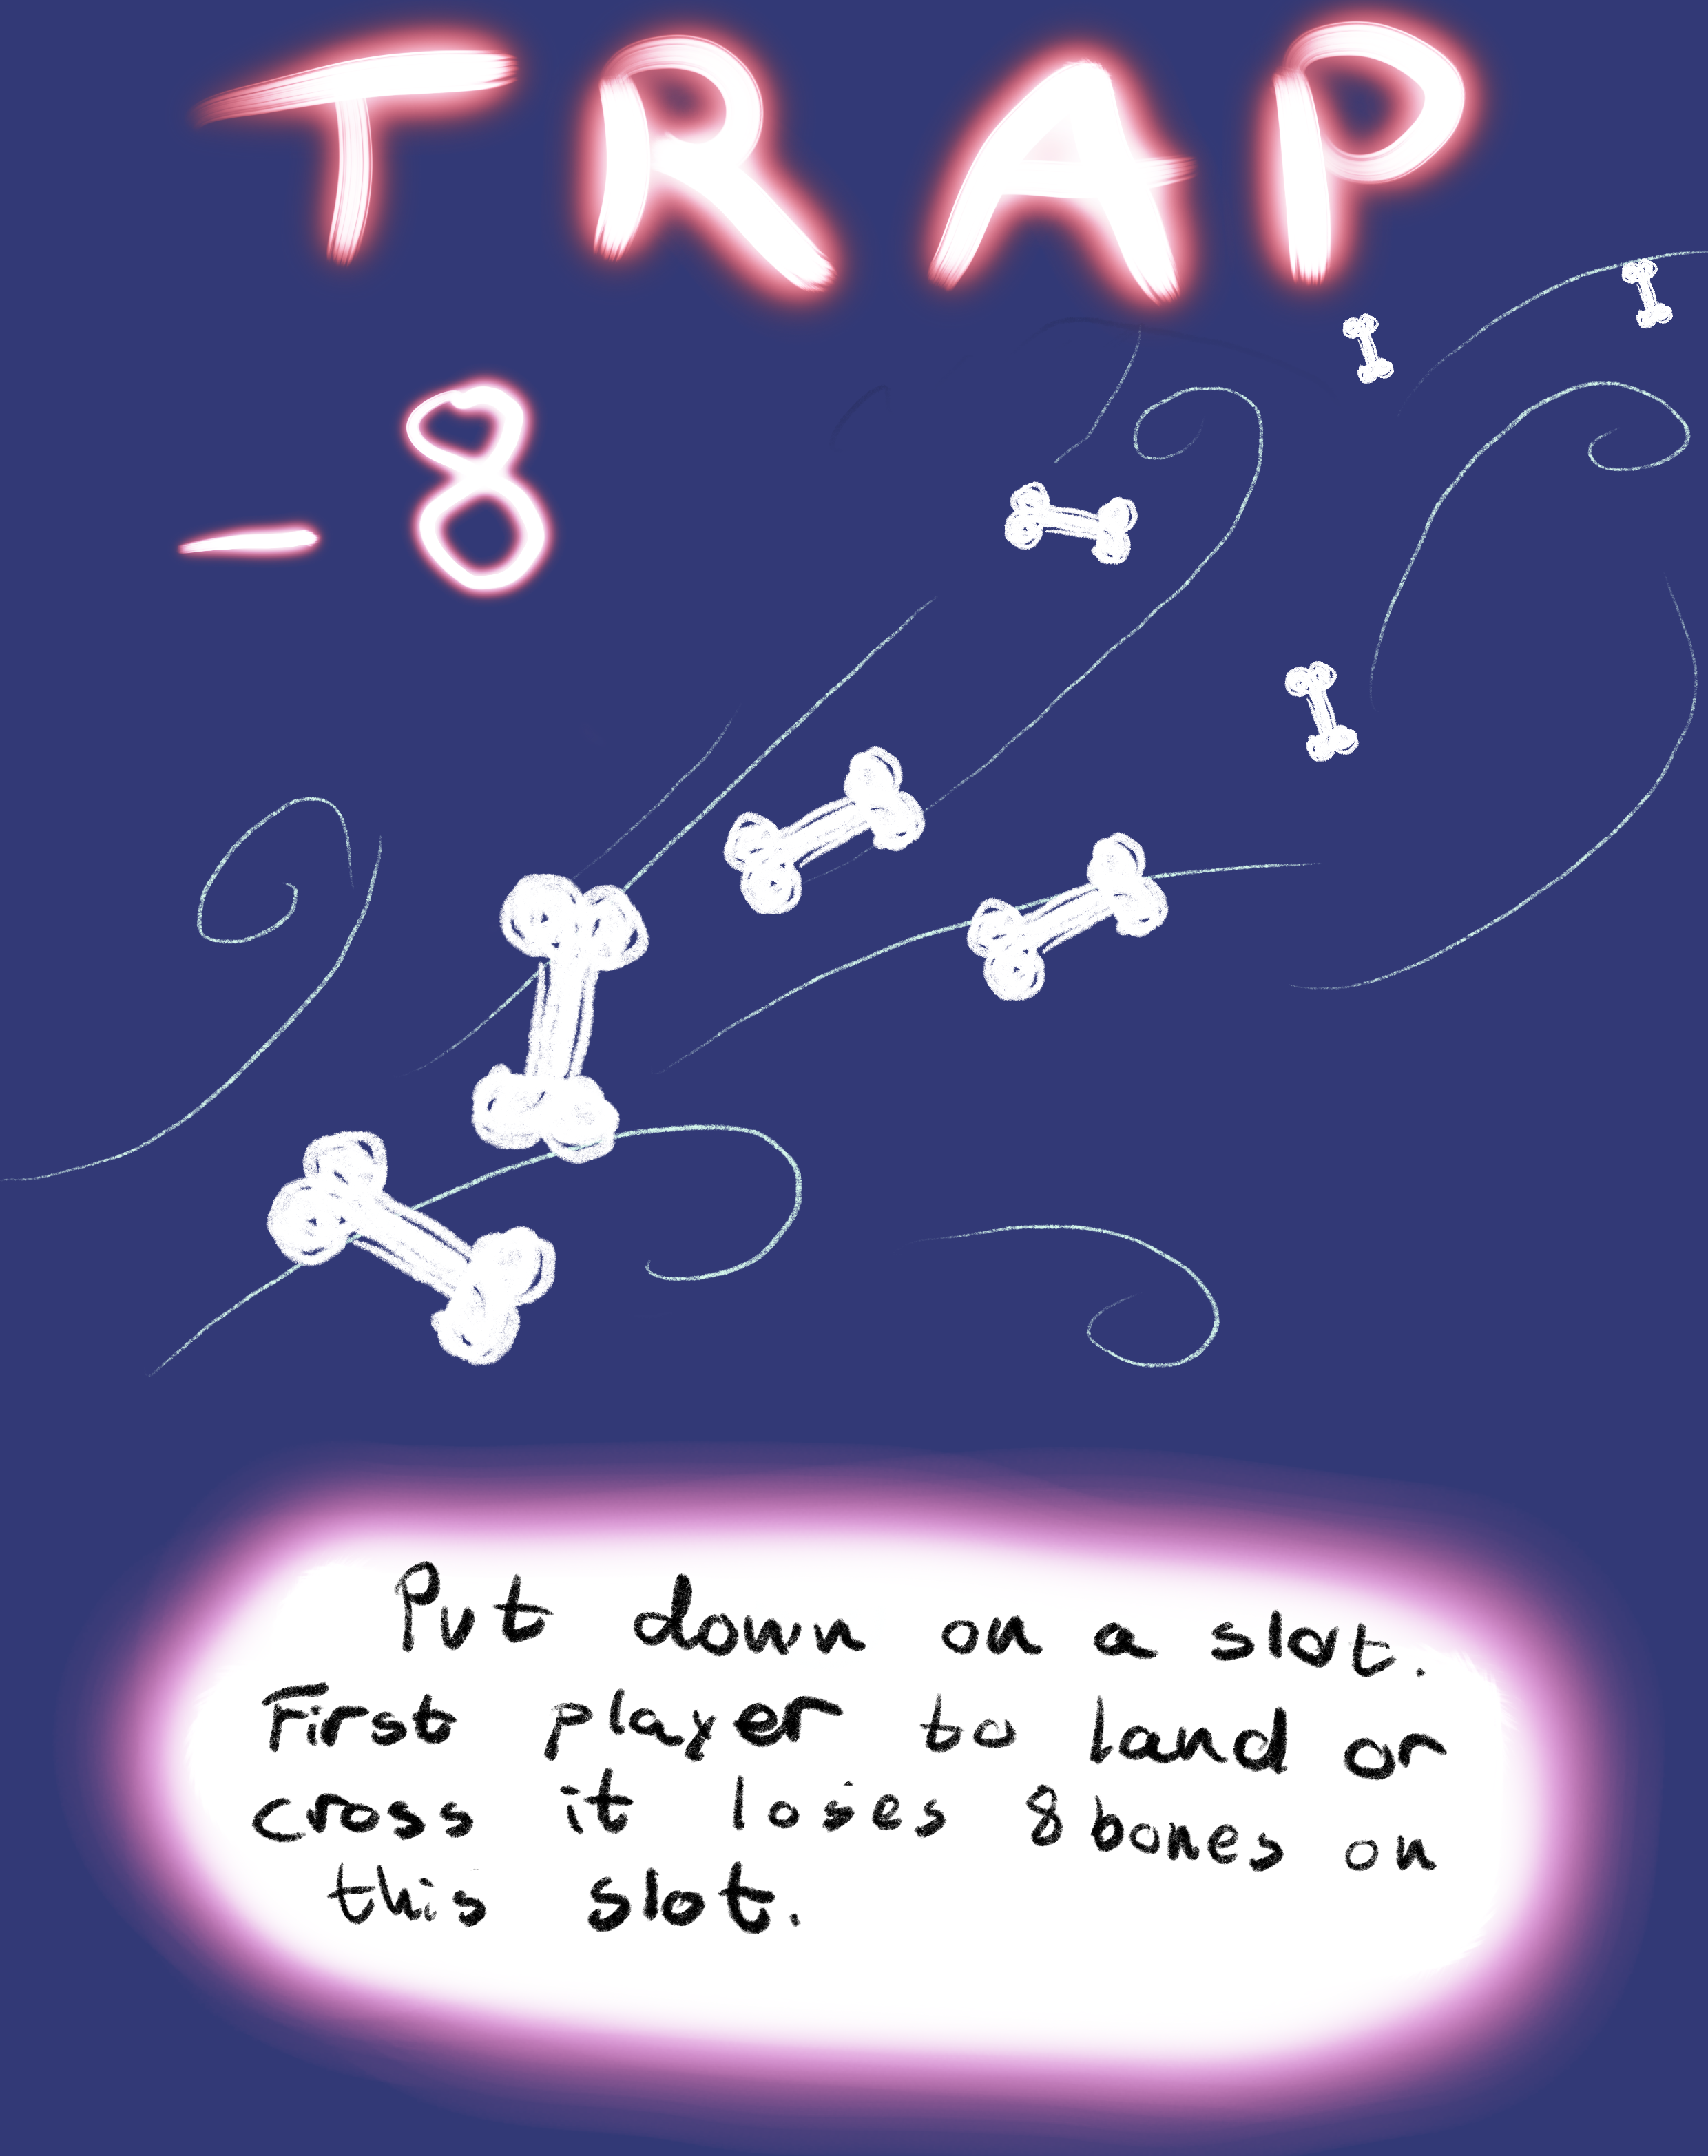 TRAP
-8
Put down on a slot.
First player to land or
cross it loses 8 bones on
this slot.